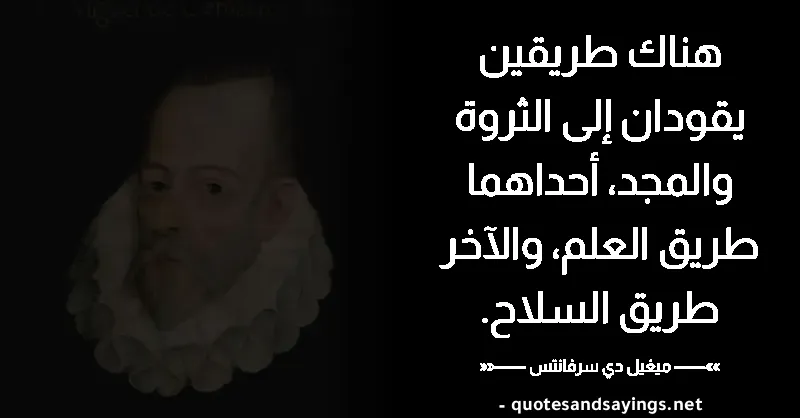 هناك طريقين
يقودان إلى الثروة
والمجد، أحداهما
طريق العلم، والآخر
طريق السلاح.
»—— ميغيل دي سرفانتس ——««
- quotesandsayings.net